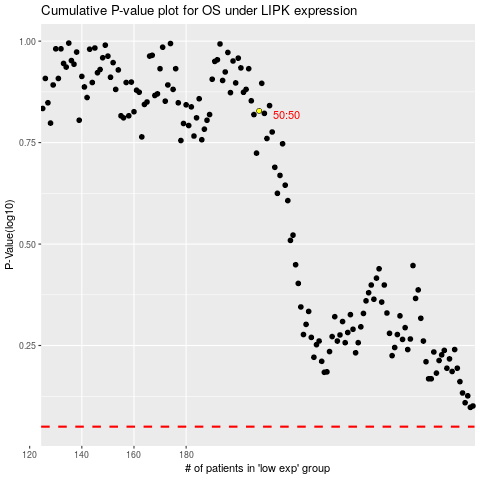 Cumulative P-value plot for OS under LIPK expression
P-Value(log10)
1.00
0.75
0.50
0.25
50:50
120 140 160 180
# of patients in 'low exp' group